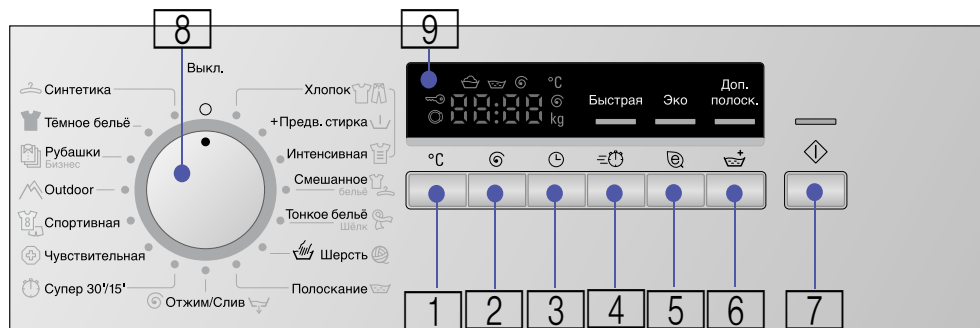 8
9
Выкл.
Синтетика
Тёмное бельё
Рубашки
Бизнес
Outdoor
Спортивная
Чувствительная
Супер 30'/15'
Отжим/Слив
Хлопок
+Предв. стирка
Интенсивная
Смешанное
бельё
Тонкое бельё
Шёлк
Шерсть
Полоскание
°C
88:88
kg
Быстрая
Эко
Доп.
полоск.
°C
1
2
3
4
5
6
7